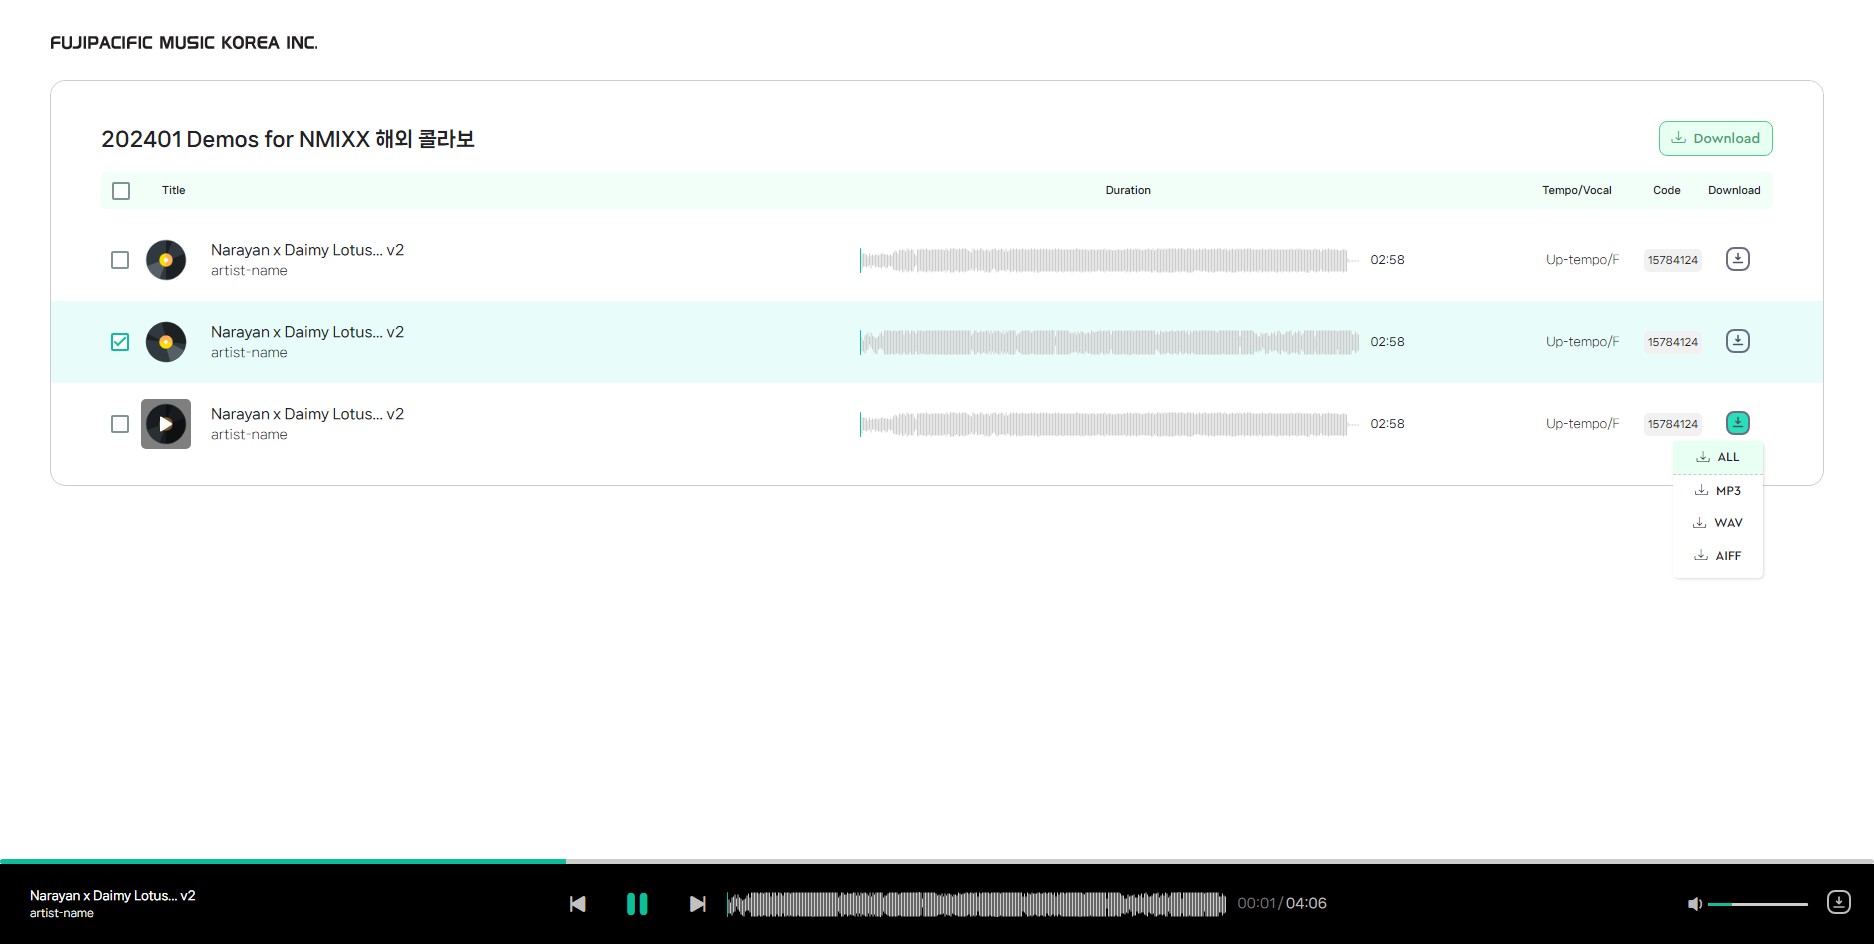 FUJIPACIFIC MUSIC KOREA INC.
202401 Demos for NMIXX 해외 콜라보
Download
Title Duration Tempo/Vocal Code Download
Narayan x Daimy Lotus... v2
artist-name
02:58 Up-tempo/F 15784124
Narayan x Daimy Lotus... v2
artist-name
02:58 Up-tempo/F 15784124
Narayan x Daimy Lotus... v2
artist-name
02:58 Up-tempo/F 15784124
ALL
MP3
WAV
AIFF
Narayan x Daimy Lotus... v2
artist-name
00:01/04:06